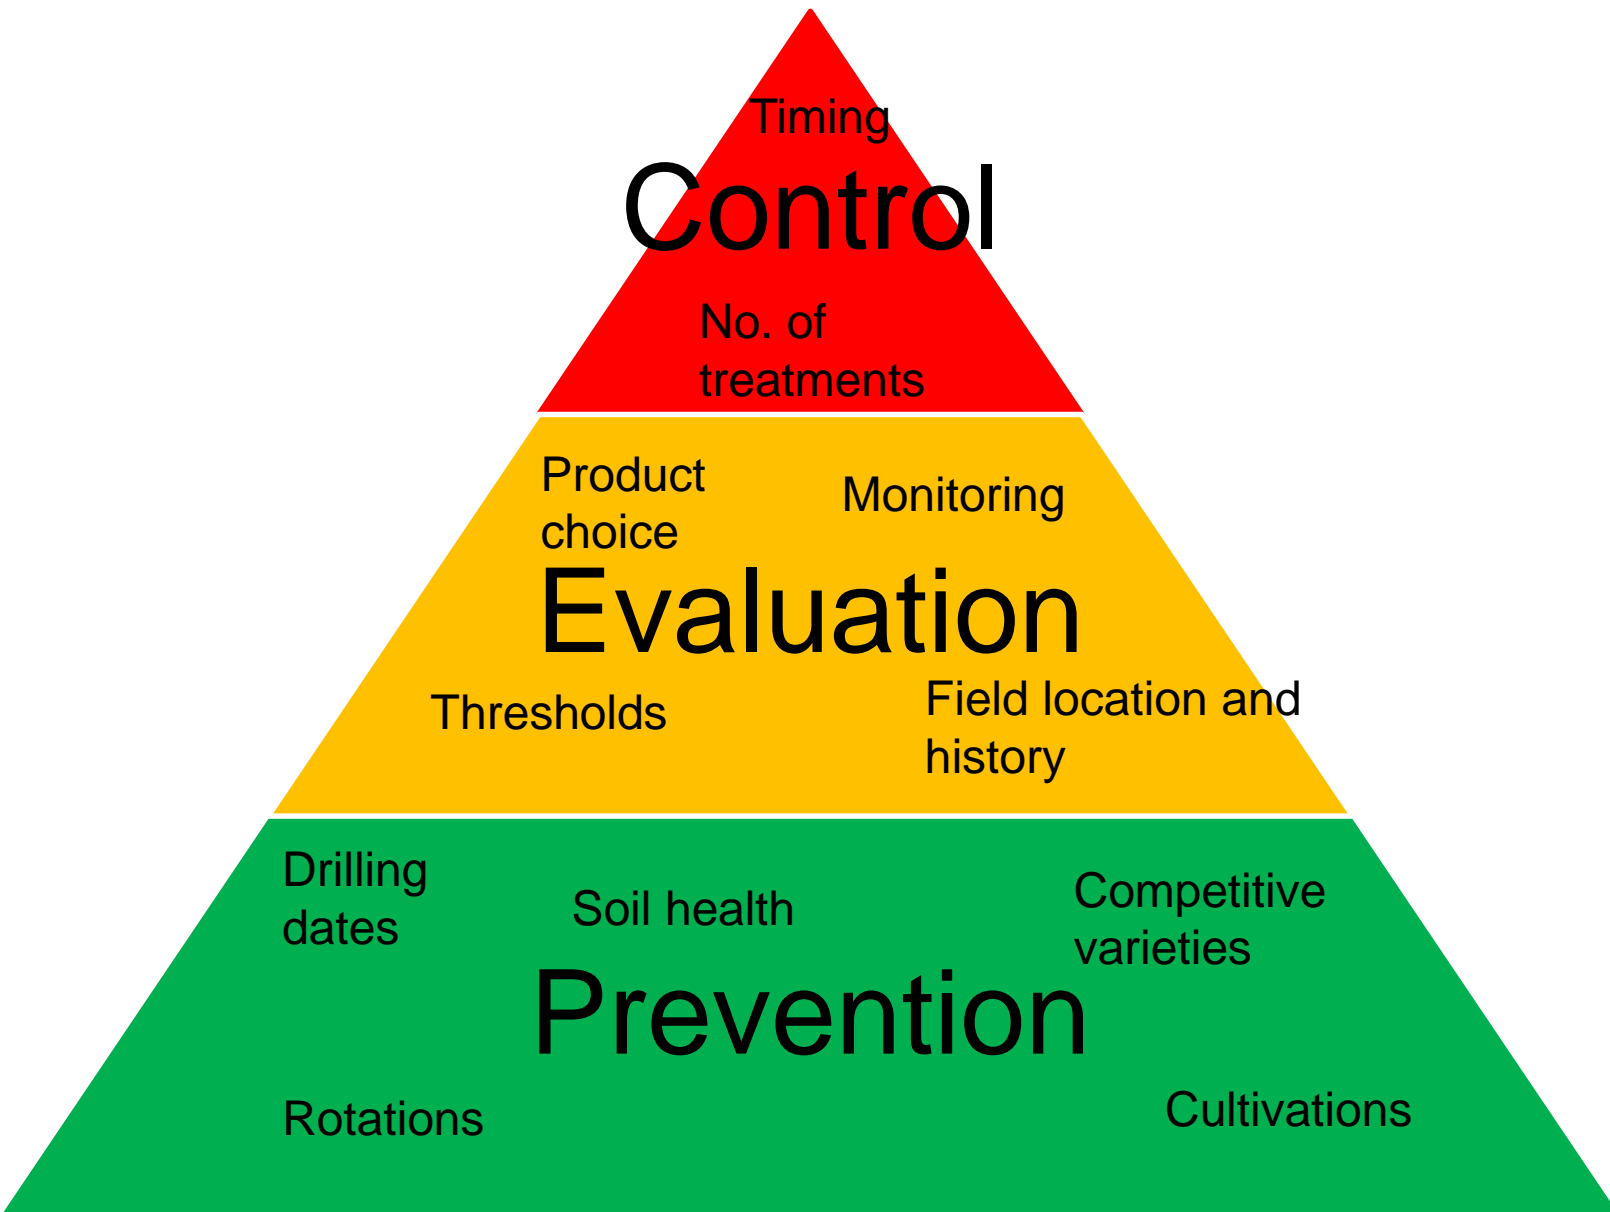 Timing
Control
No. of
treatments
Product
choice
Monitoring
Evaluation
Thresholds
Field location and
history
Drilling
dates
Soil health
Competitive
varieties
Prevention
Rotations
Cultivations